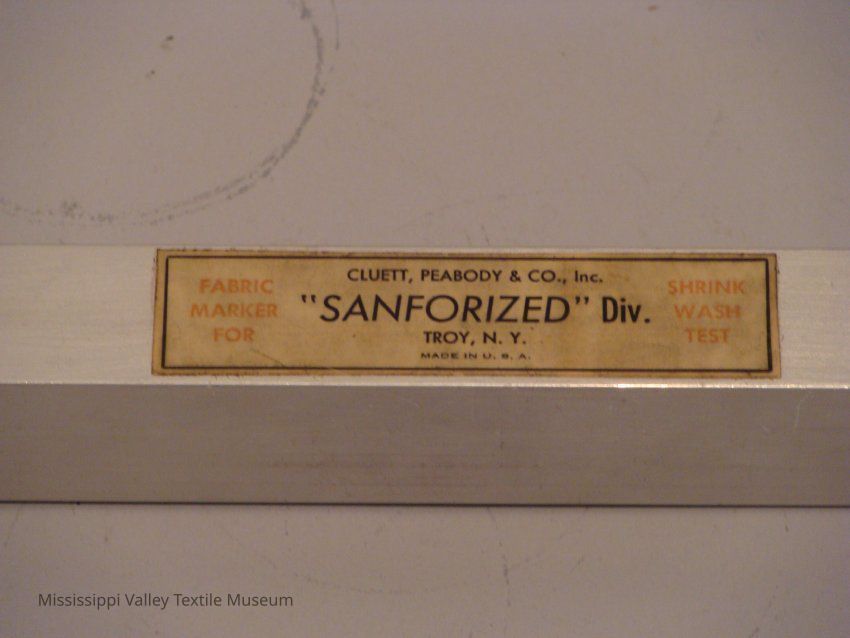 FABRIC
MARKER
FOR
CLUETT, PEABODY & CO., Inc.
"SANFORIZED" Div.
TROY, N. Y.
MADE IN U. S. A.
SHRINK
WASH
TEST
Mississippi Valley Textile Museum